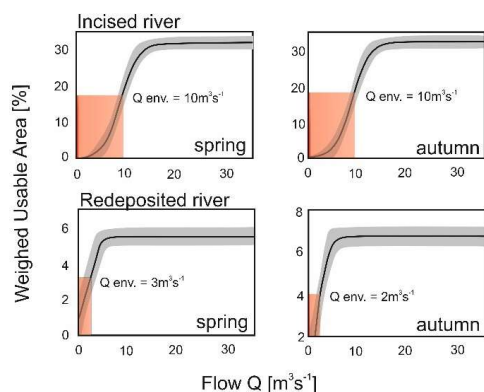 Incised river
Weighed Usable Area [%]
30
20
10
0
Q env. = 10m³s⁻¹
spring
0 10 20 30
30
20
10
0
Q env. = 10m³s⁻¹
autumn
0 10 20 30
Redeposited river
6
4
2
0
Q env. = 3m³s⁻¹
spring
0 10 20 30
8
6
4
2
Q env. = 2m³s⁻¹
autumn
0 10 20 30
Flow Q [m³s⁻¹]